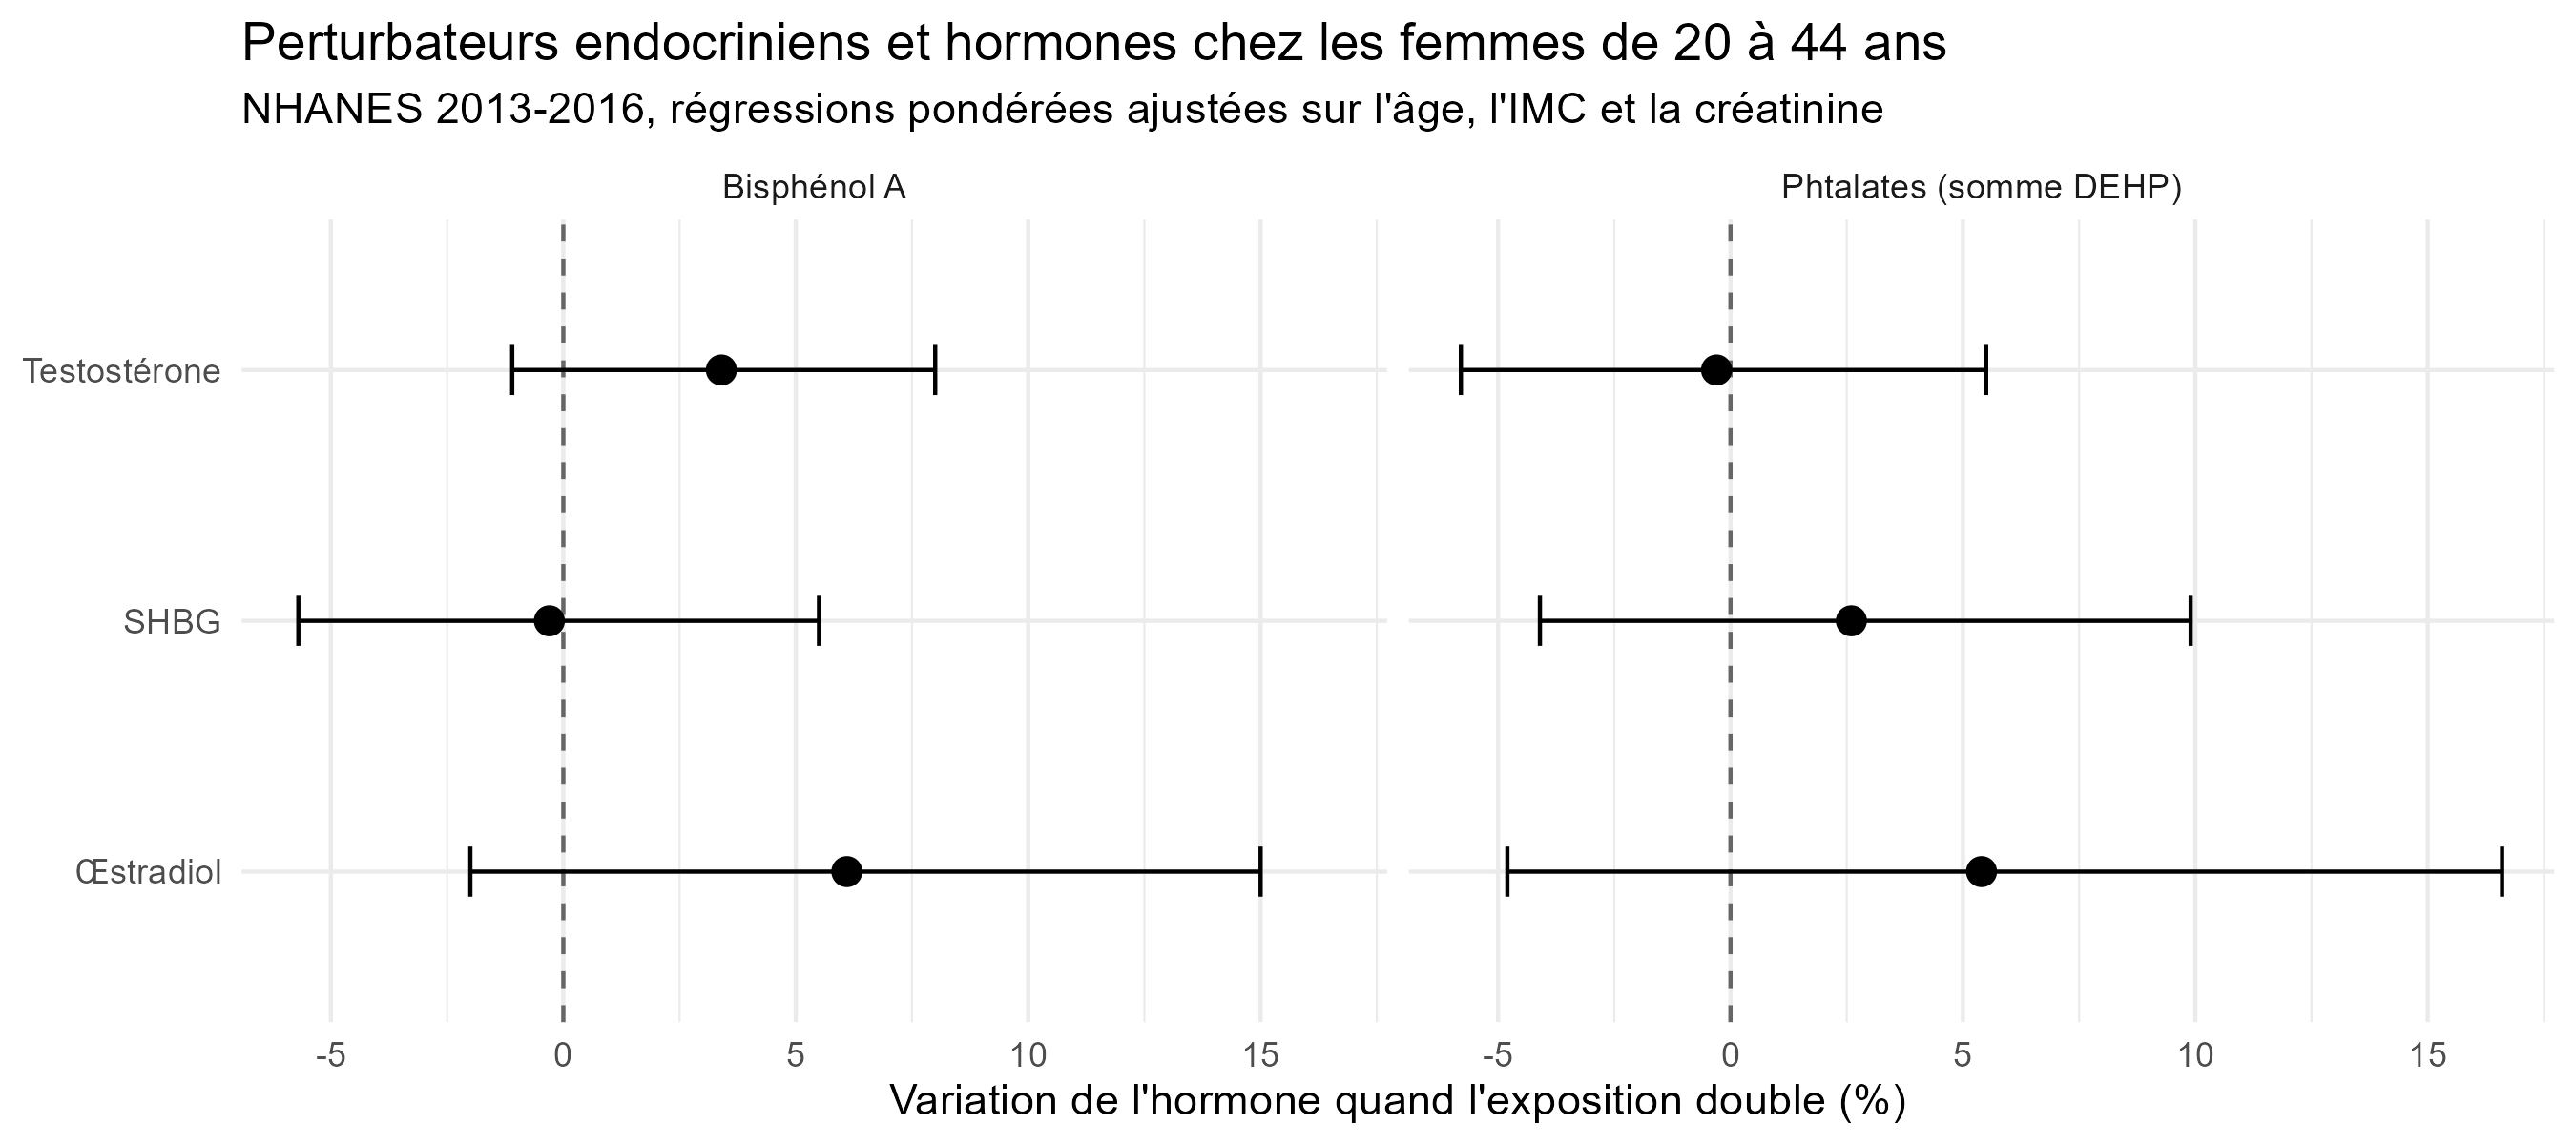 Perturbateurs endocriniens et hormones chez les femmes de 20 à 44 ans
NHANES 2013-2016, régressions pondérées ajustées sur l'âge, l'IMC et la créatinine
Bisphénol A
Phtalates (somme DEHP)
Testostérone
SHBG
Œstradiol
-5 0 5 10 15 -5 0 5 10 15
Variation de l'hormone quand l'exposition double (%)